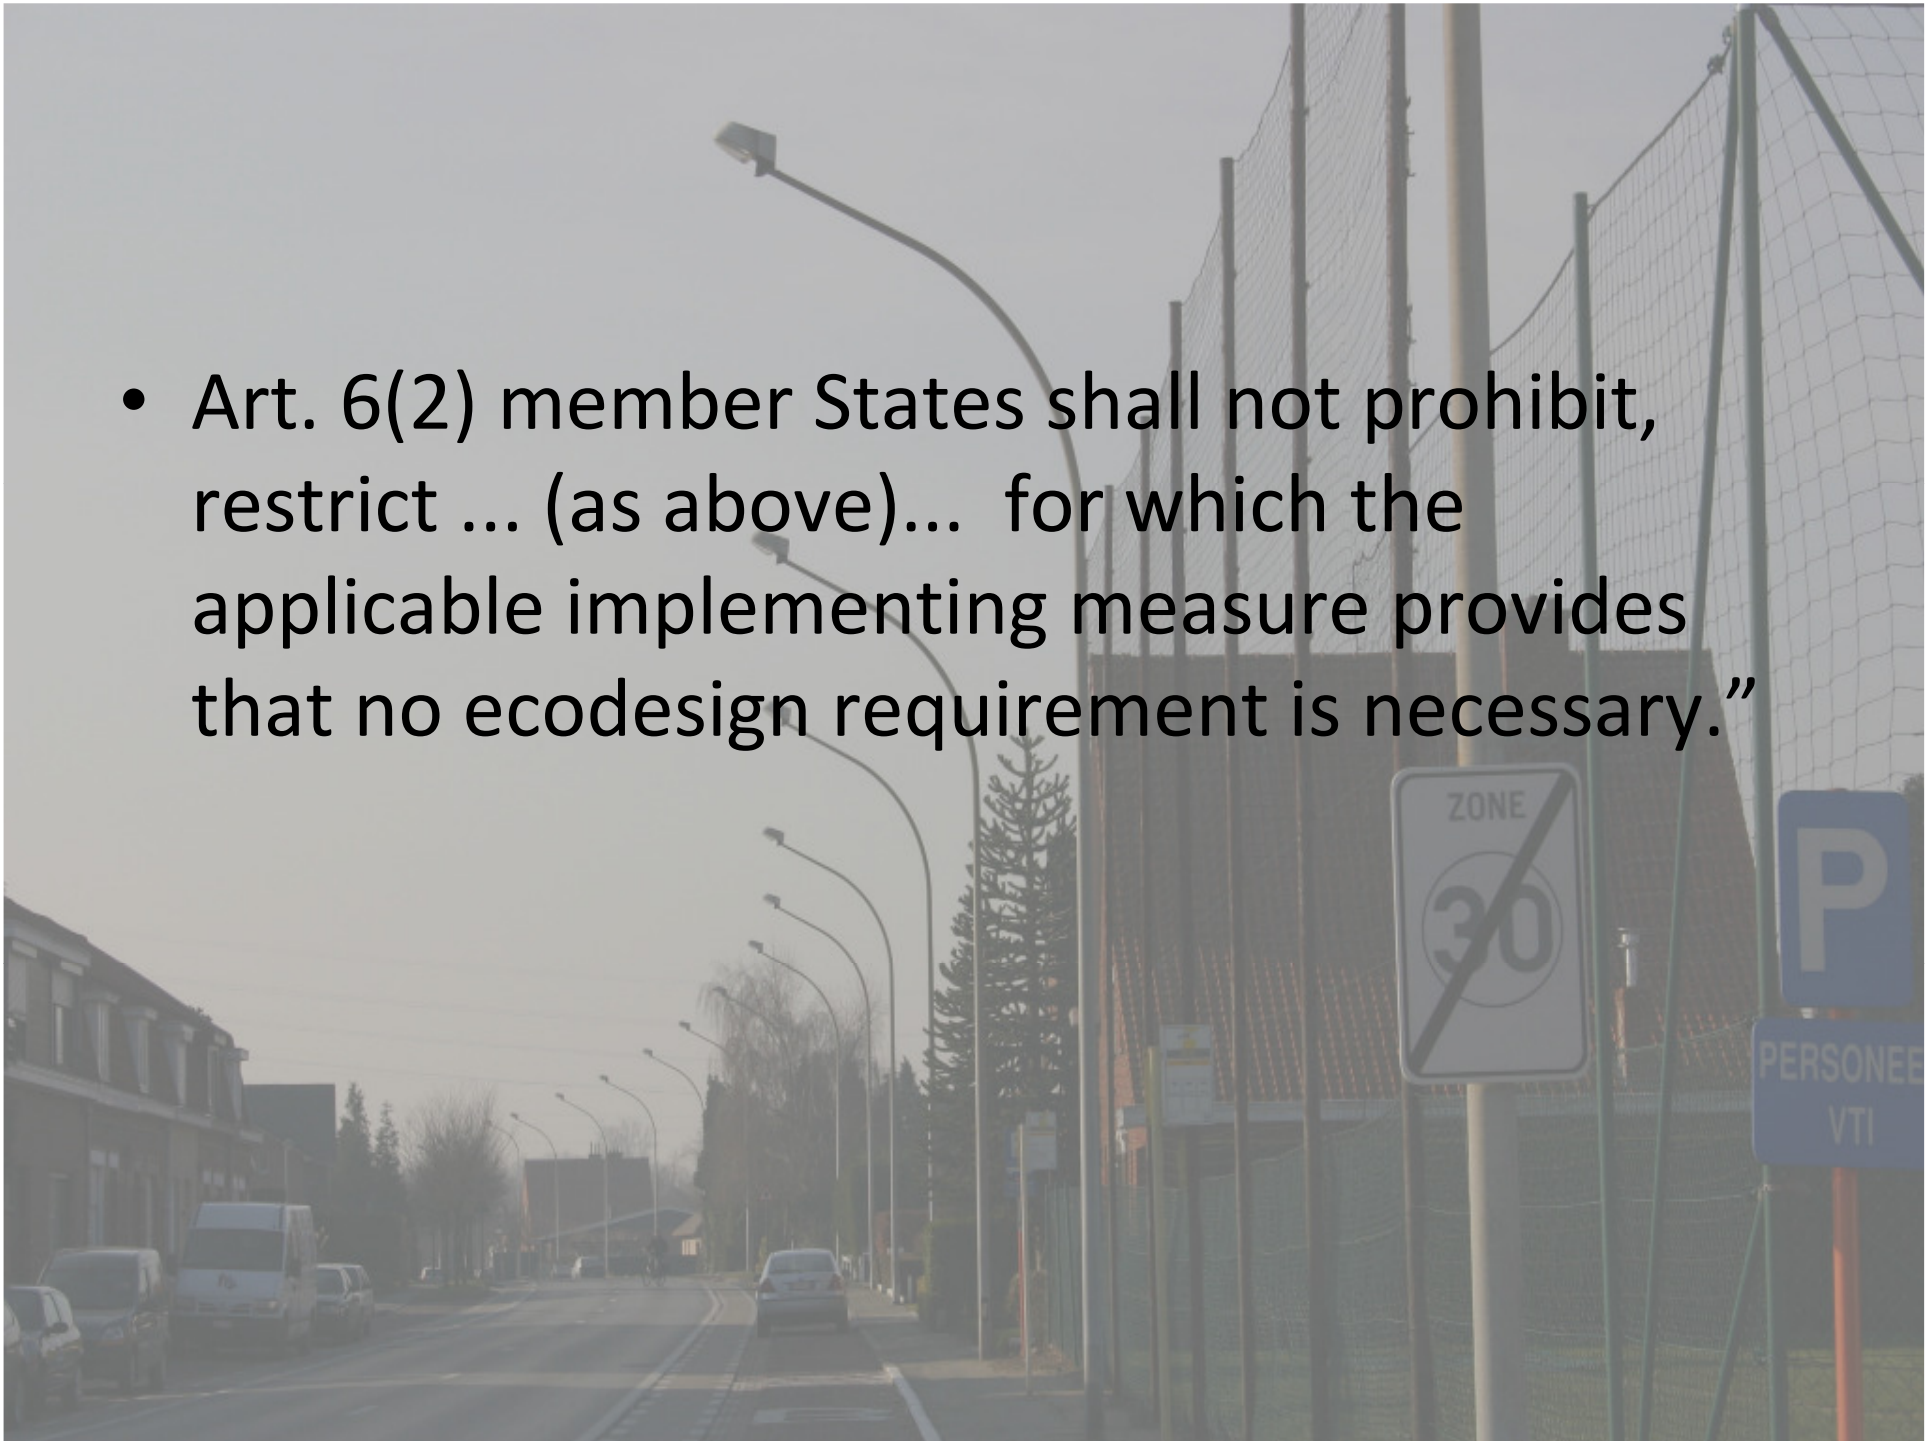 • Art. 6(2) member States shall not prohibit,
restrict ... (as above)...  for which the
applicable implementing measure provides
that no ecodesign requirement is necessary.”
ZONE
30
P
PERSONEE
VTI